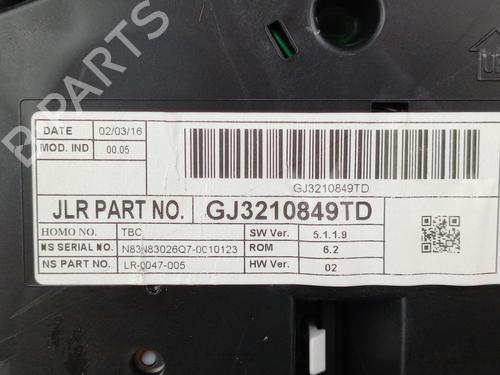 UP
B PARTS
DATE 02/03/16
MOD. IND 00.05
GJ3210849TD
JLR PART NO. GJ3210849TD
HOMO NO. TBC SW Ver. 5.1.1.9
NS SERIAL NO. N83N83026Q7-0010123 ROM 6.2
NS PART NO. LR-0047-005 HW Ver. 02